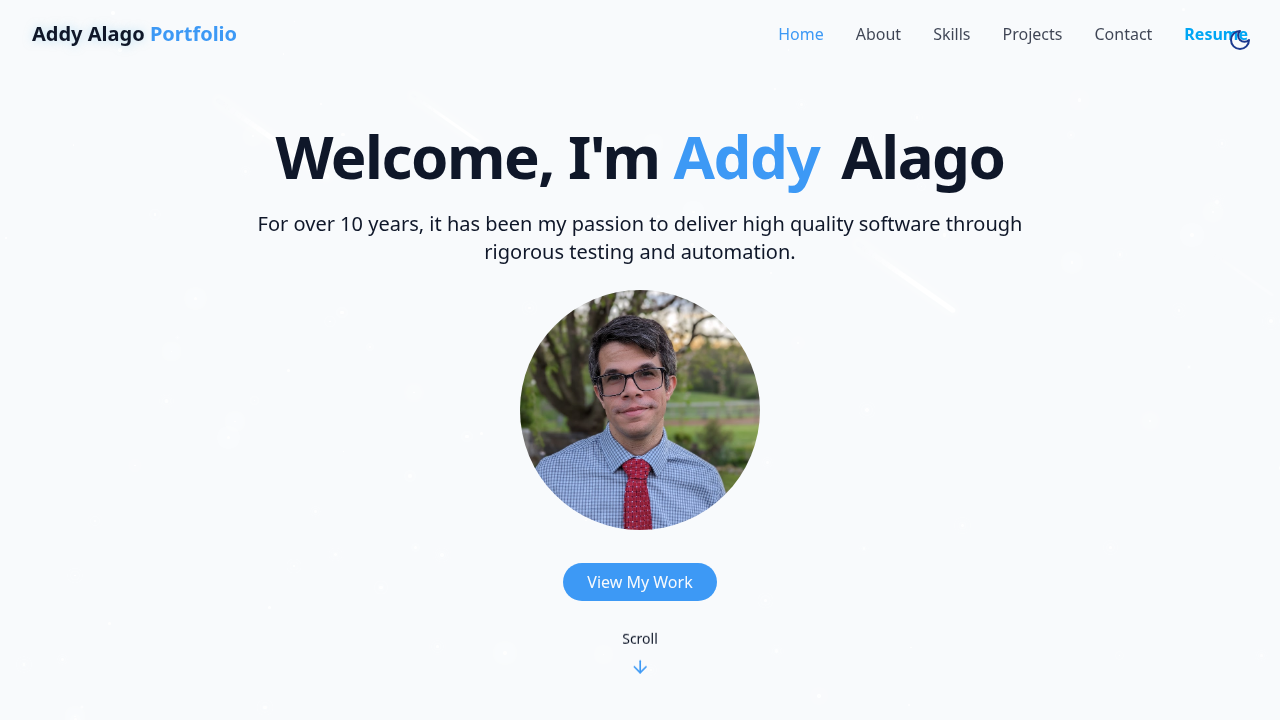 Addy Alago Portfolio
Home About Skills Projects Contact Resume
Welcome, I'm Addy Alago
For over 10 years, it has been my passion to deliver high quality software through
rigorous testing and automation.
View My Work
Scroll